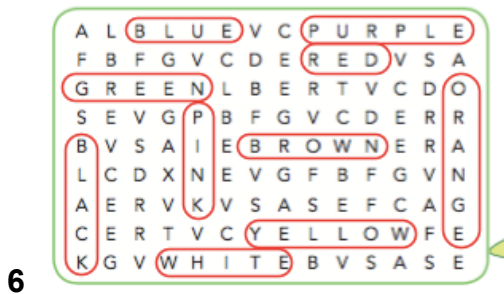 A L B L U E V C P U R P L E
F B F G V C D E R E D V S A
G R E E N L B E R T V C D O
S E V G P B F G V C D E R R
B V S A I E B R O W N E R A
L C D X N E V G F B F G V N
A E R V K V S A S E F C A G
C E R T V C Y E L L O W F E
K G V W H I T E B V S A S E
6